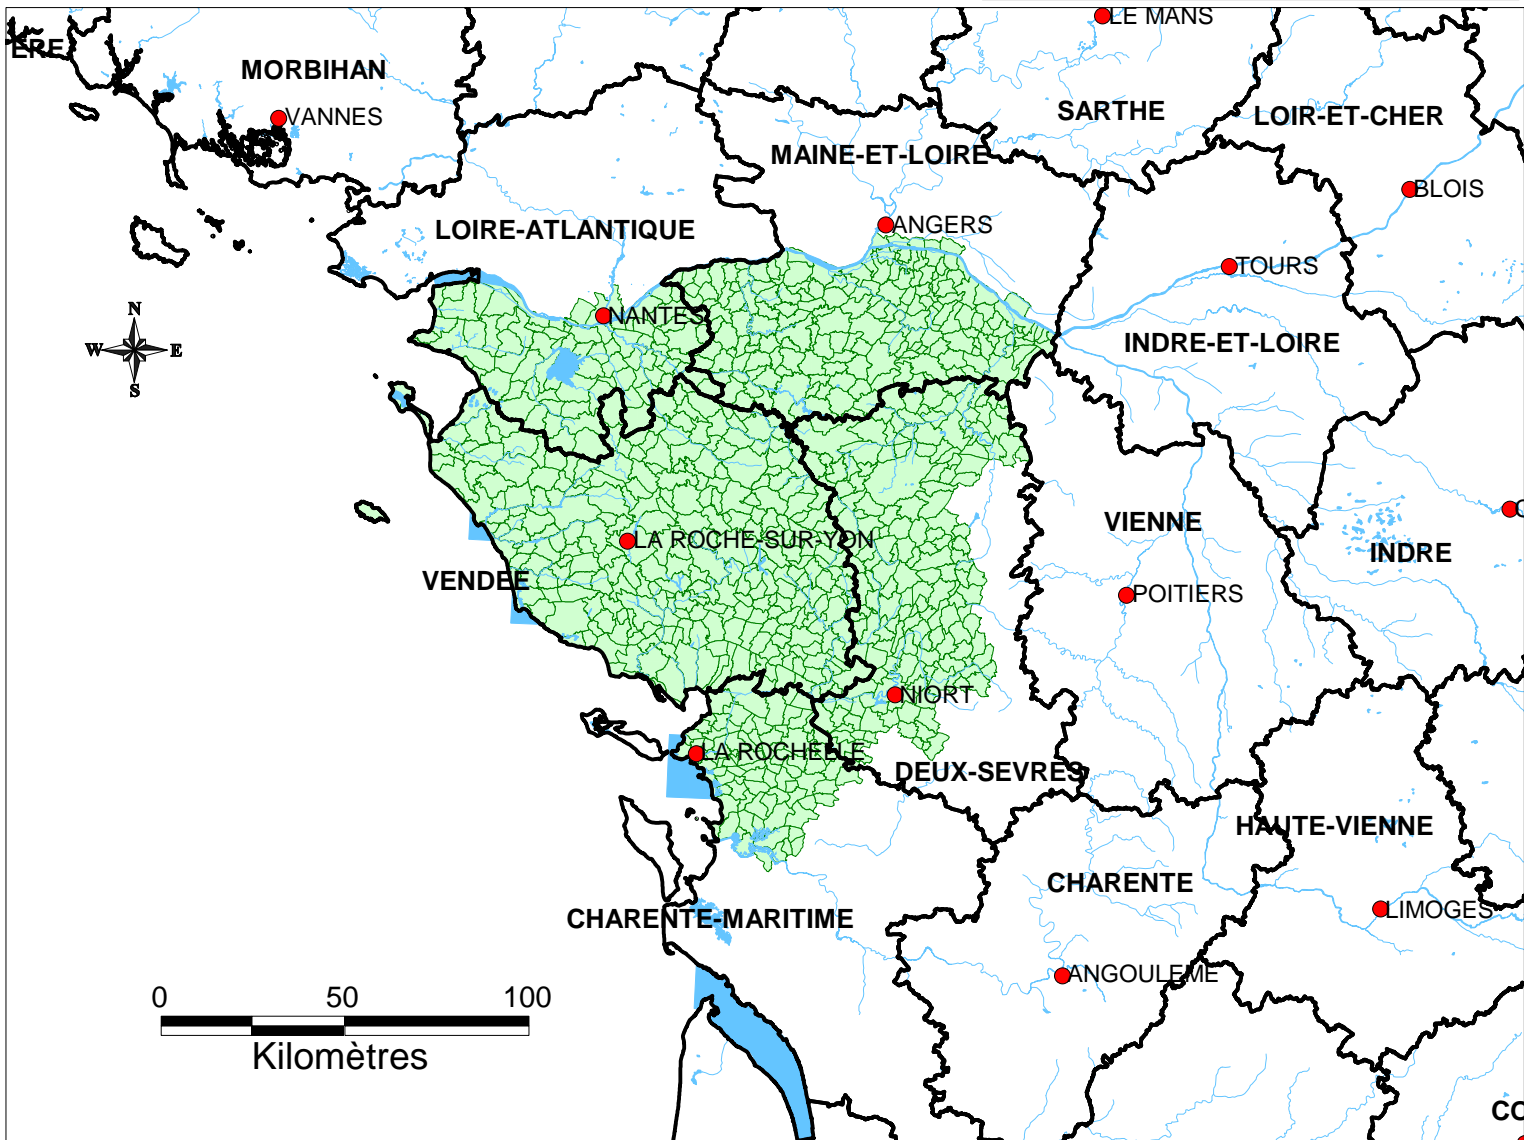 LE MANS
ERE
MORBIHAN
VANNES
SARTHE
LOIR-ET-CHER
MAINE-ET-LOIRE
BLOIS
LOIRE-ATLANTIQUE
ANGERS
TOURS
N
W E
S
NANTES
INDRE-ET-LOIRE
VIENNE
LA ROCHE-SUR-YON
INDRE
VENDEE
POITIERS
NIORT
LA ROCHELLE
DEUX-SEVRES
HAUTE-VIENNE
CHARENTE
LIMOGES
CHARENTE-MARITIME
ANGOULEME
0 50 100
Kilomètres